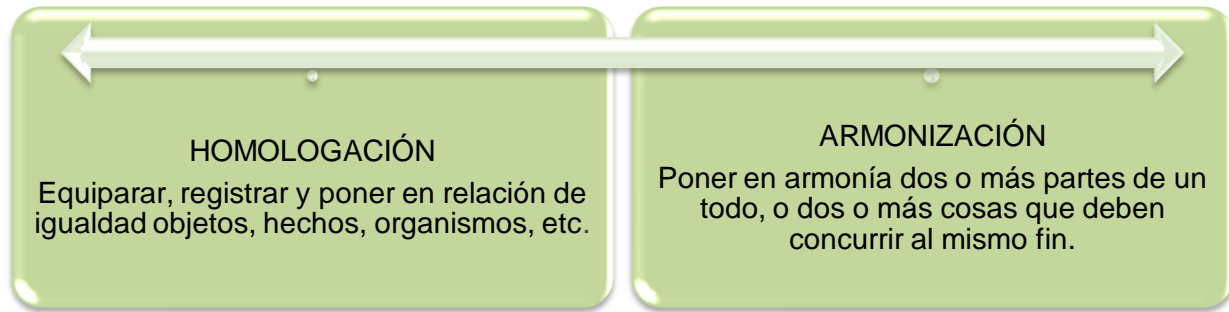 HOMOLOGACIÓN
Equiparar, registrar y poner en relación de
igualdad objetos, hechos, organismos, etc.
ARMONIZACIÓN
Poner en armonía dos o más partes de un
todo, o dos o más cosas que deben
concurrir al mismo fin.